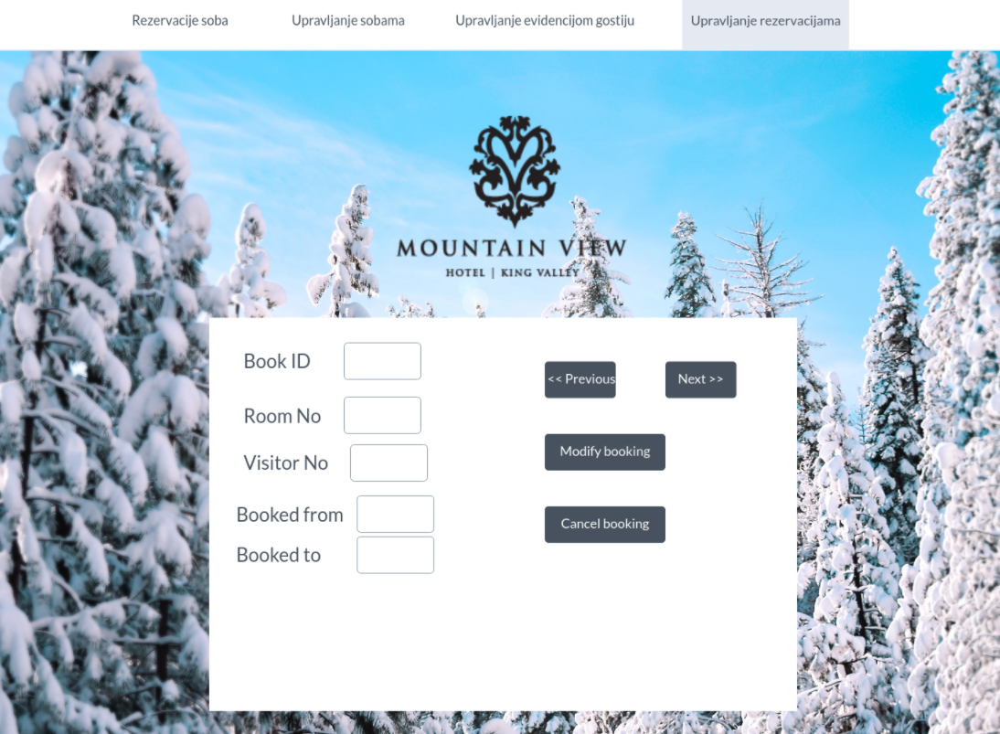 Rezervacije soba
Upravljanje sobama
Upravljanje evidencijom gostiju
Upravljanje rezervacijama
MOUNTAIN VIEW
HOTEL | KING VALLEY
Book ID
<< Previous
Next >>
Room No
Modify booking
Visitor No
Booked from
Cancel booking
Booked to